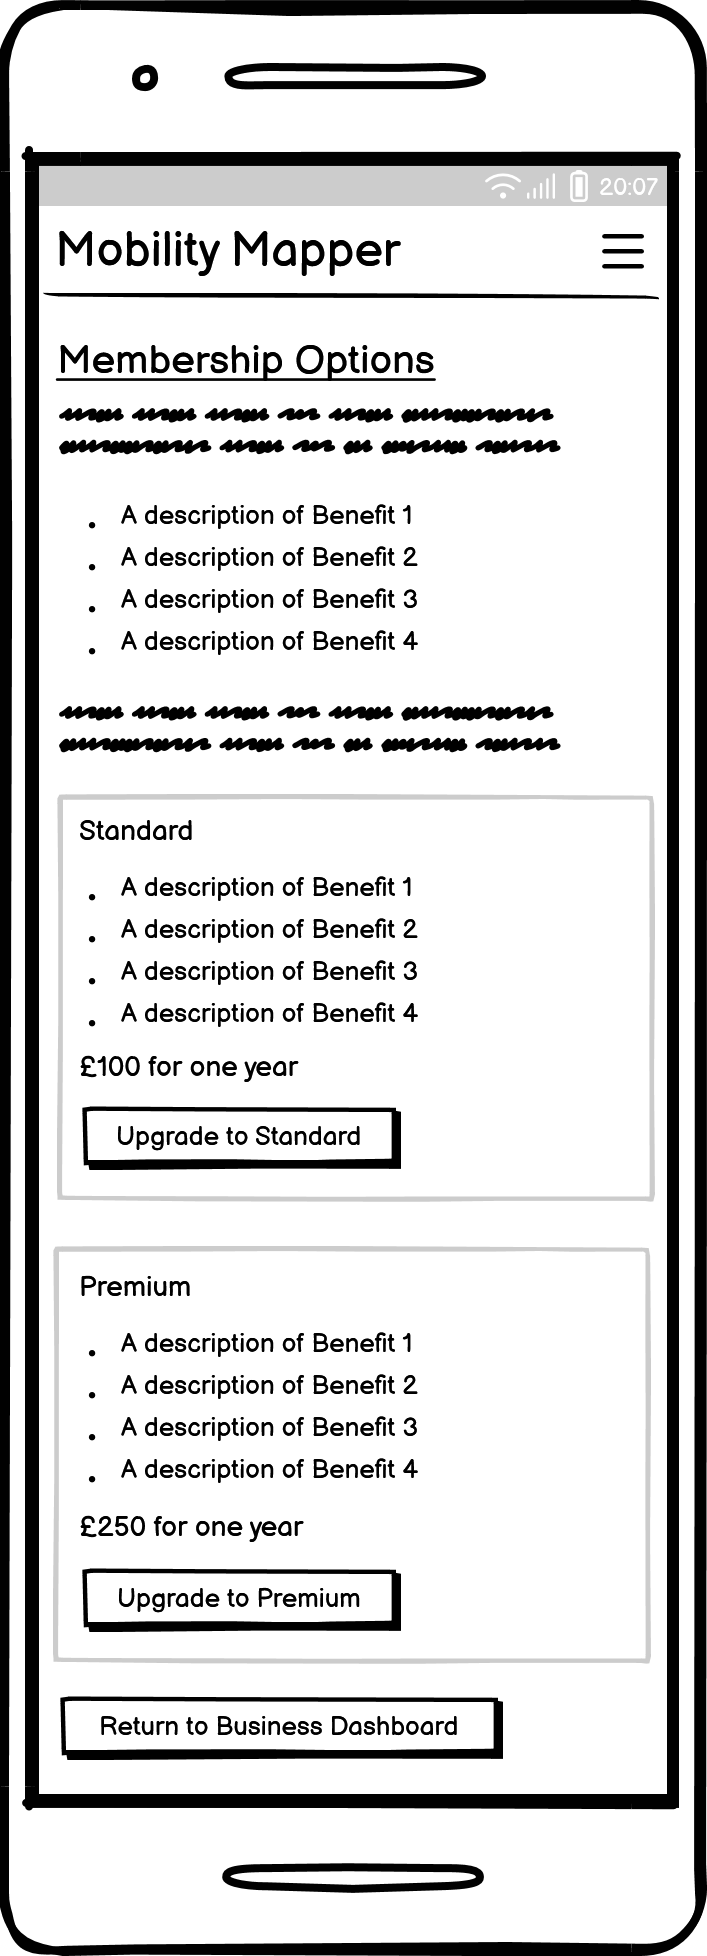 20:07
Mobility Mapper
Membership Options
A description of Benefit 1
A description of Benefit 2
A description of Benefit 3
A description of Benefit 4
Standard
A description of Benefit 1
A description of Benefit 2
A description of Benefit 3
A description of Benefit 4
£100 for one year
Upgrade to Standard
Premium
A description of Benefit 1
A description of Benefit 2
A description of Benefit 3
A description of Benefit 4
£250 for one year
Upgrade to Premium
Return to Business Dashboard